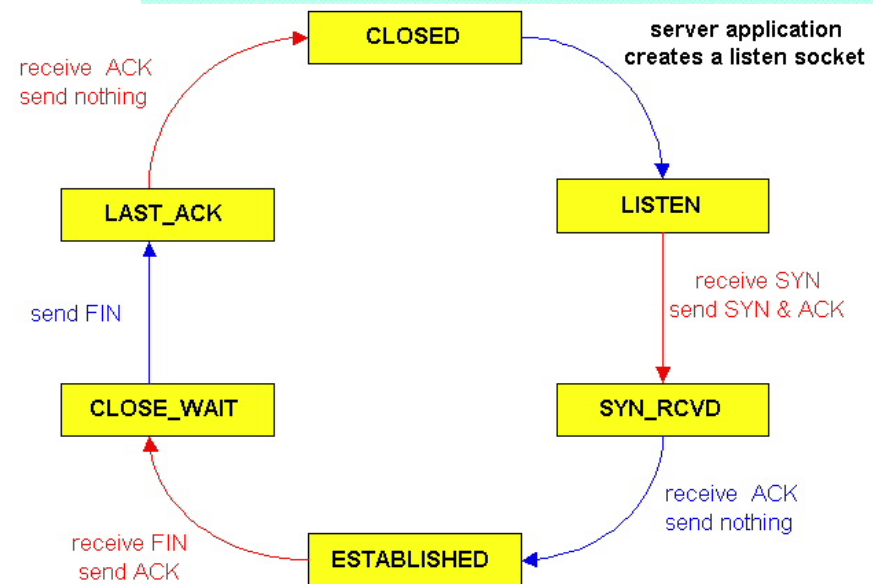 CLOSED
server application
creates a listen socket
receive ACK
send nothing
LAST_ACK
LISTEN
receive SYN
send SYN & ACK
send FIN
CLOSE_WAIT
SYN_RCVD
receive ACK
send nothing
receive FIN
send ACK
ESTABLISHED